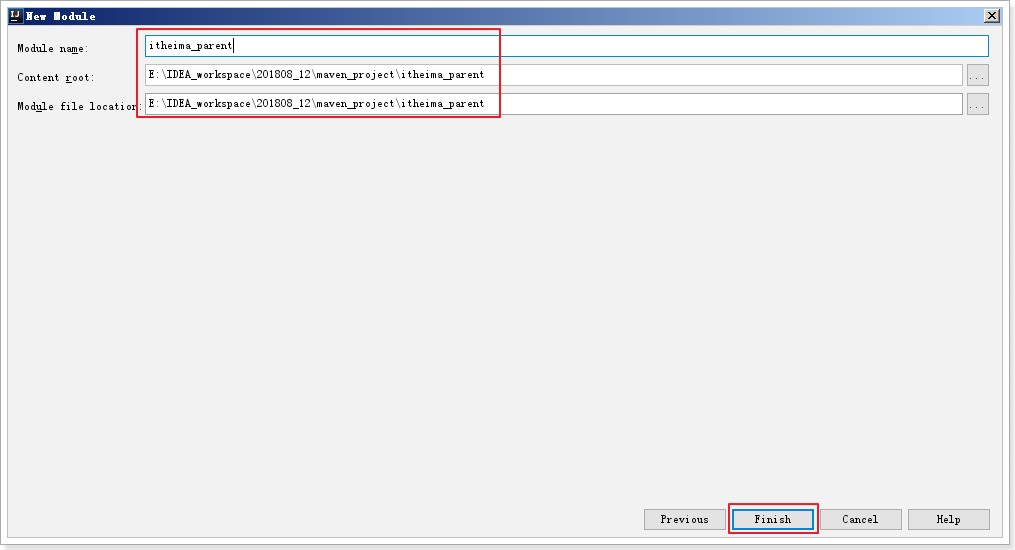 IJ New Module
Module name: itheima_parent
Content root: E:\IDEA_workspace\201808_12\maven_project\itheima_parent ...
Module file location: E:\IDEA_workspace\201808_12\maven_project\itheima_parent ...
Previous Finish Cancel Help